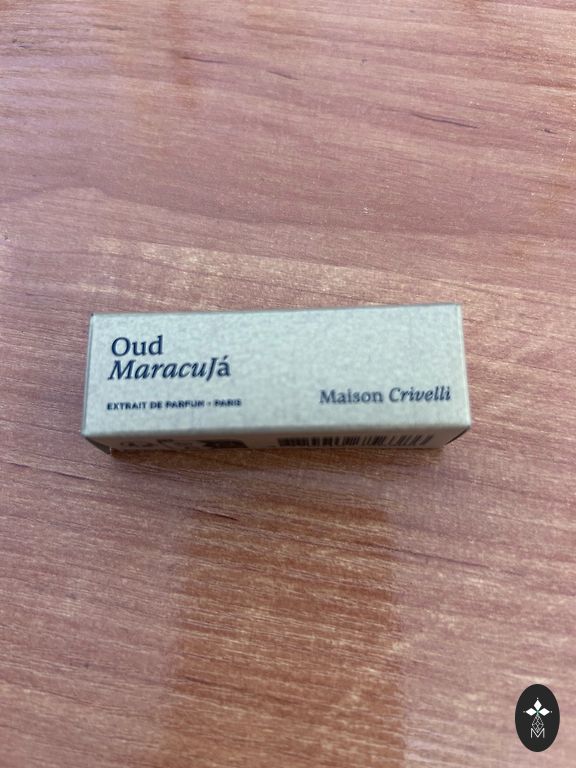 Oud
MaracuJá
EXTRAIT DE PARFUM - PARIS
Maison Crivelli